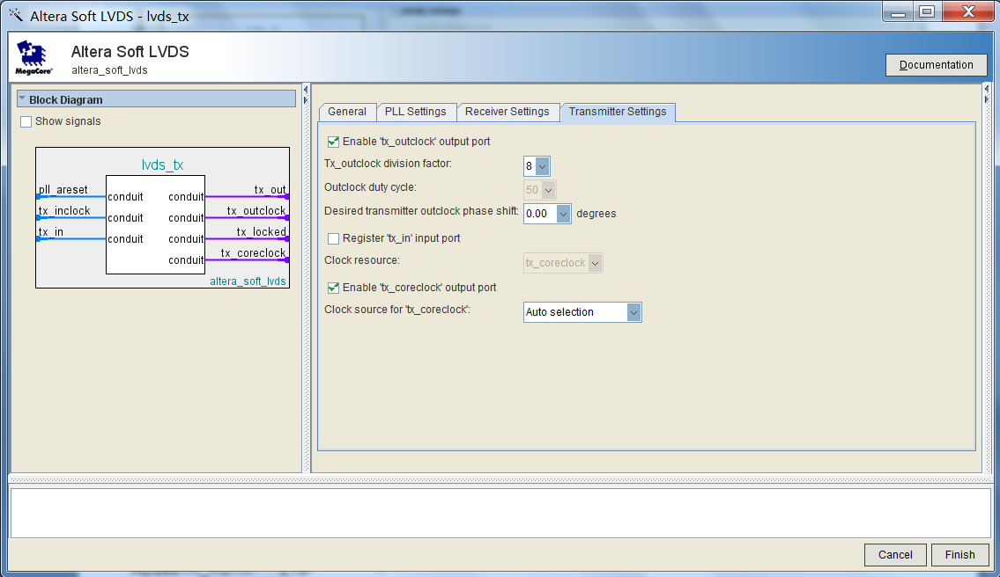 Altera Soft LVDS - lvds_tx
Altera Soft LVDS
altera_soft_lvds
MegaCore'
Documentation
Block Diagram
Show signals
lvds_tx
pll_areset
conduit
conduit
tx_out
tx_inclock
conduit
conduit
tx_outclock
tx_in
conduit
conduit
tx_locked
conduit
tx_coreclock
altera_soft_lvds
General
PLL Settings
Receiver Settings
Transmitter Settings
Enable 'tx_outclock' output port
Tx_outclock division factor:
8
Outclock duty cycle:
50
Desired transmitter outclock phase shift:
0.00
degrees
Register 'tx_in' input port
Clock resource:
tx_coreclock
Enable 'tx_coreclock' output port
Clock source for 'tx_coreclock':
Auto selection
Cancel
Finish